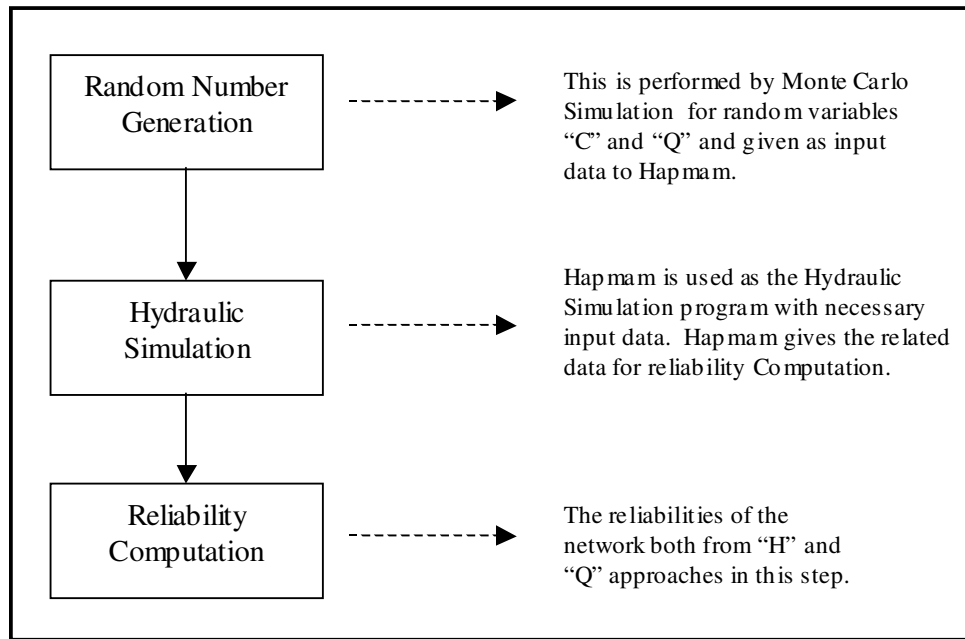 Random Number
Generation
This is performed by Monte Carlo
Simulation for random variables
“C” and “Q” and given as input
data to Hapmam.
Hydraulic
Simulation
Hapmam is used as the Hydraulic
Simulation program with necessary
input data. Hapmam gives the related
data for reliability Computation.
Reliability
Computation
The reliabilities of the
network both from “H” and
“Q” approaches in this step.